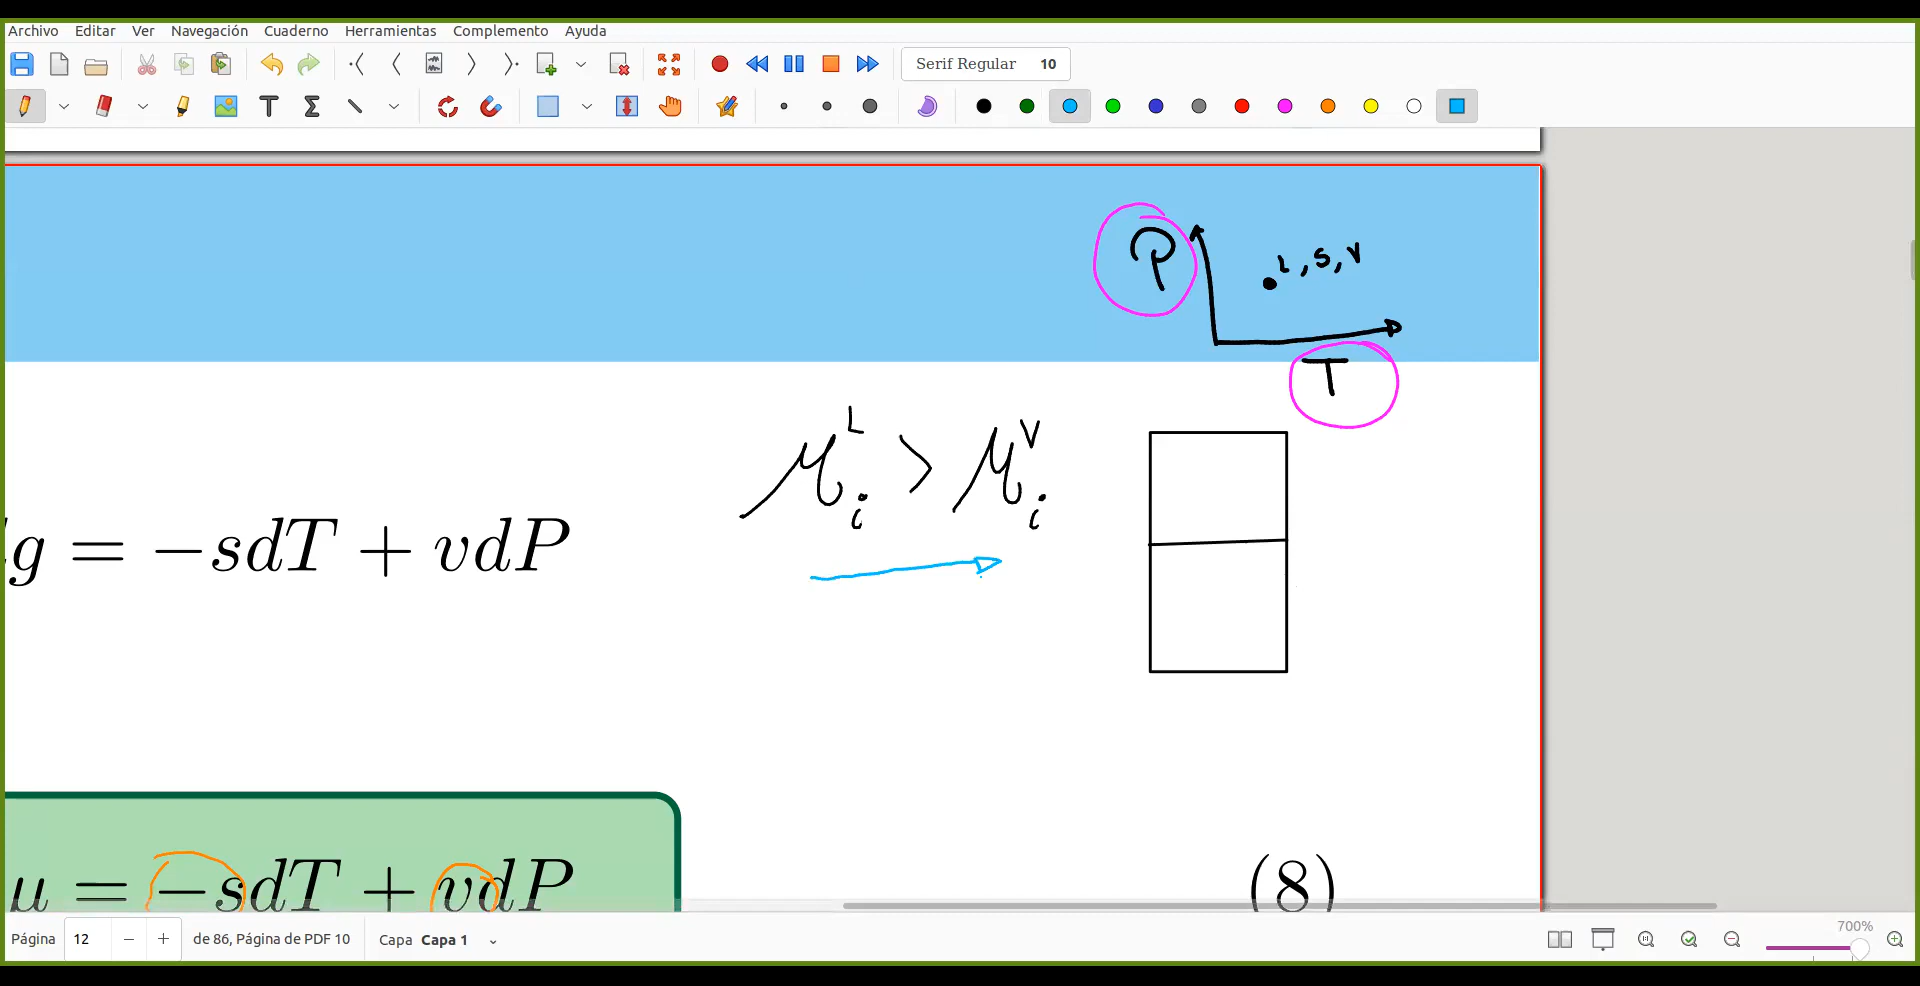 Archivo Editar Ver Navegación Cuaderno Herramientas Complemento Ayuda
Serif Regular 10
P
L, S, V
T
μ_i^L > μ_i^V
g = −sdT + vdP
μ = −sdT + vdP
(8)
Página 12 de 86, Página de PDF 10 Capa Capa 1
700%